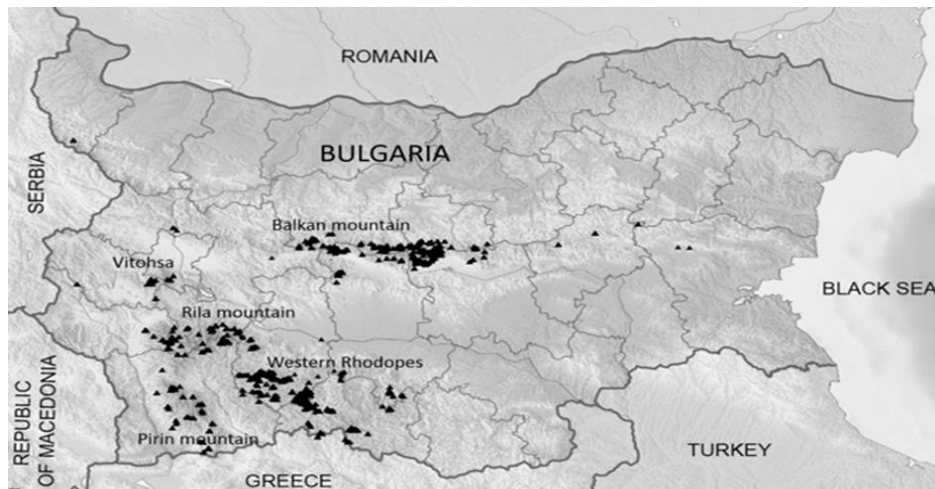 ROMANIA
BULGARIA
SERBIA
Balkan mountain
Vitohsa
BLACK SEA
Rila mountain
Western Rhodopes
REPUBLIC
OF MACEDONIA
Pirin mountain
TURKEY
GREECE